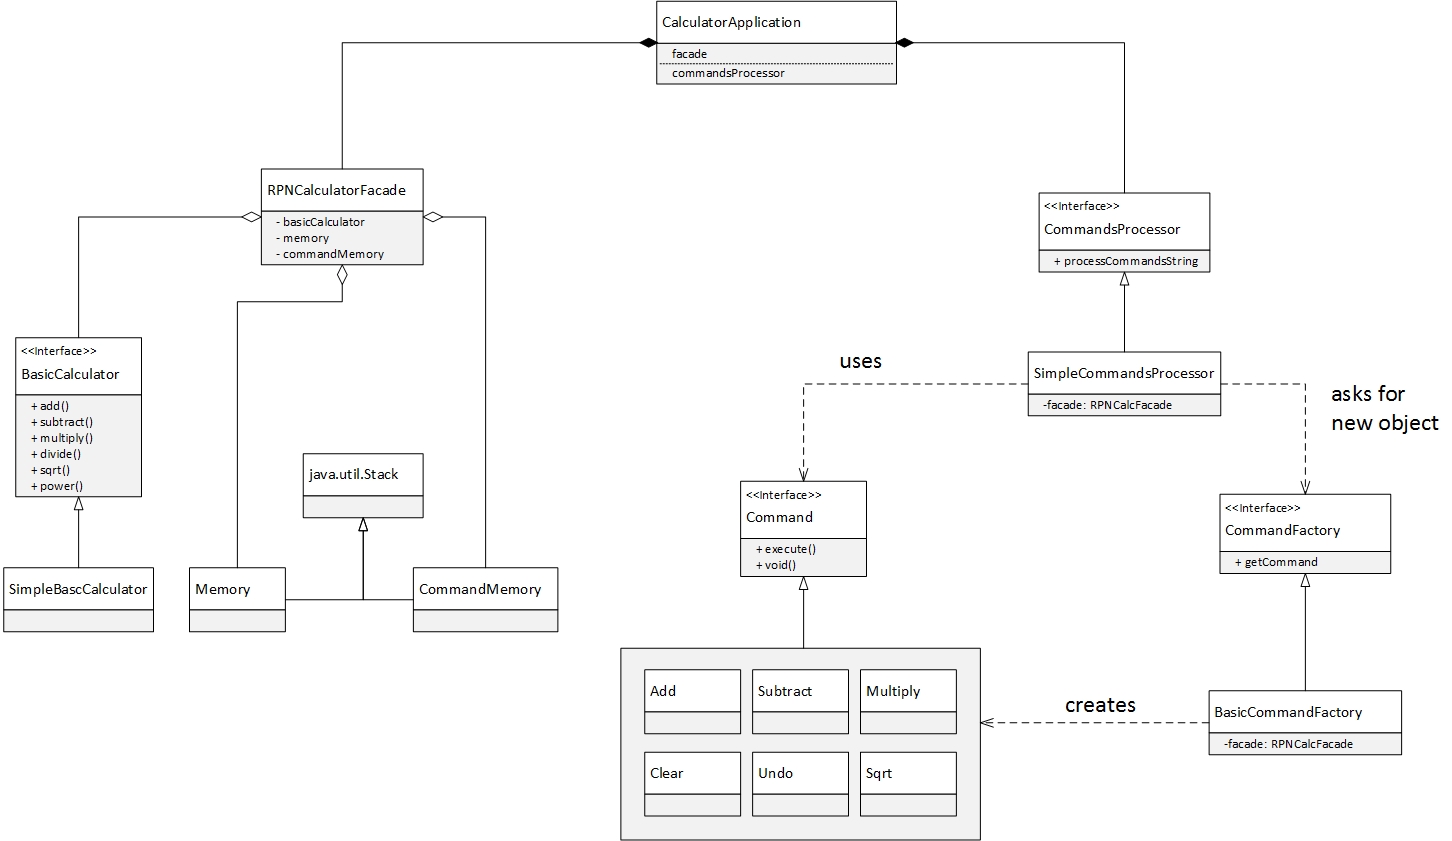 CalculatorApplication
facade
commandsProcessor
RPNCalculatorFacade
- basicCalculator
- memory
- commandMemory
<<Interface>>
CommandsProcessor
+ processCommandsString
<<Interface>>
BasicCalculator
+ add()
+ subtract()
+ multiply()
+ divide()
+ sqrt()
+ power()
uses
SimpleCommandsProcessor
-facade: RPNCalcFacade
asks for
new object
java.util.Stack
<<Interface>>
Command
+ execute()
+ void()
<<Interface>>
CommandFactory
+ getCommand
SimpleBascCalculator
Memory
CommandMemory
Add
Subtract
Multiply
Clear
Undo
Sqrt
creates
BasicCommandFactory
-facade: RPNCalcFacade